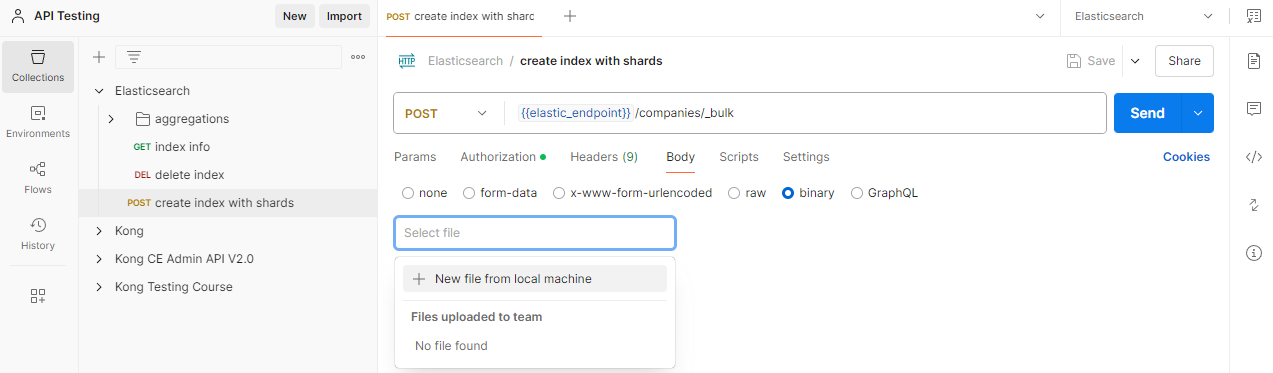 API Testing
New
Import
POST create index with shard
Elasticsearch
Collections
Environments
Flows
History
Elasticsearch
aggregations
GET index info
DEL delete index
POST create index with shards
Kong
Kong CE Admin API V2.0
Kong Testing Course
HTTP Elasticsearch / create index with shards
Save
Share
POST
{{elastic_endpoint}} /companies/_bulk
Send
Params Authorization Headers (9) Body Scripts Settings
Cookies
none form-data x-www-form-urlencoded raw binary GraphQL
Select file
New file from local machine
Files uploaded to team
No file found